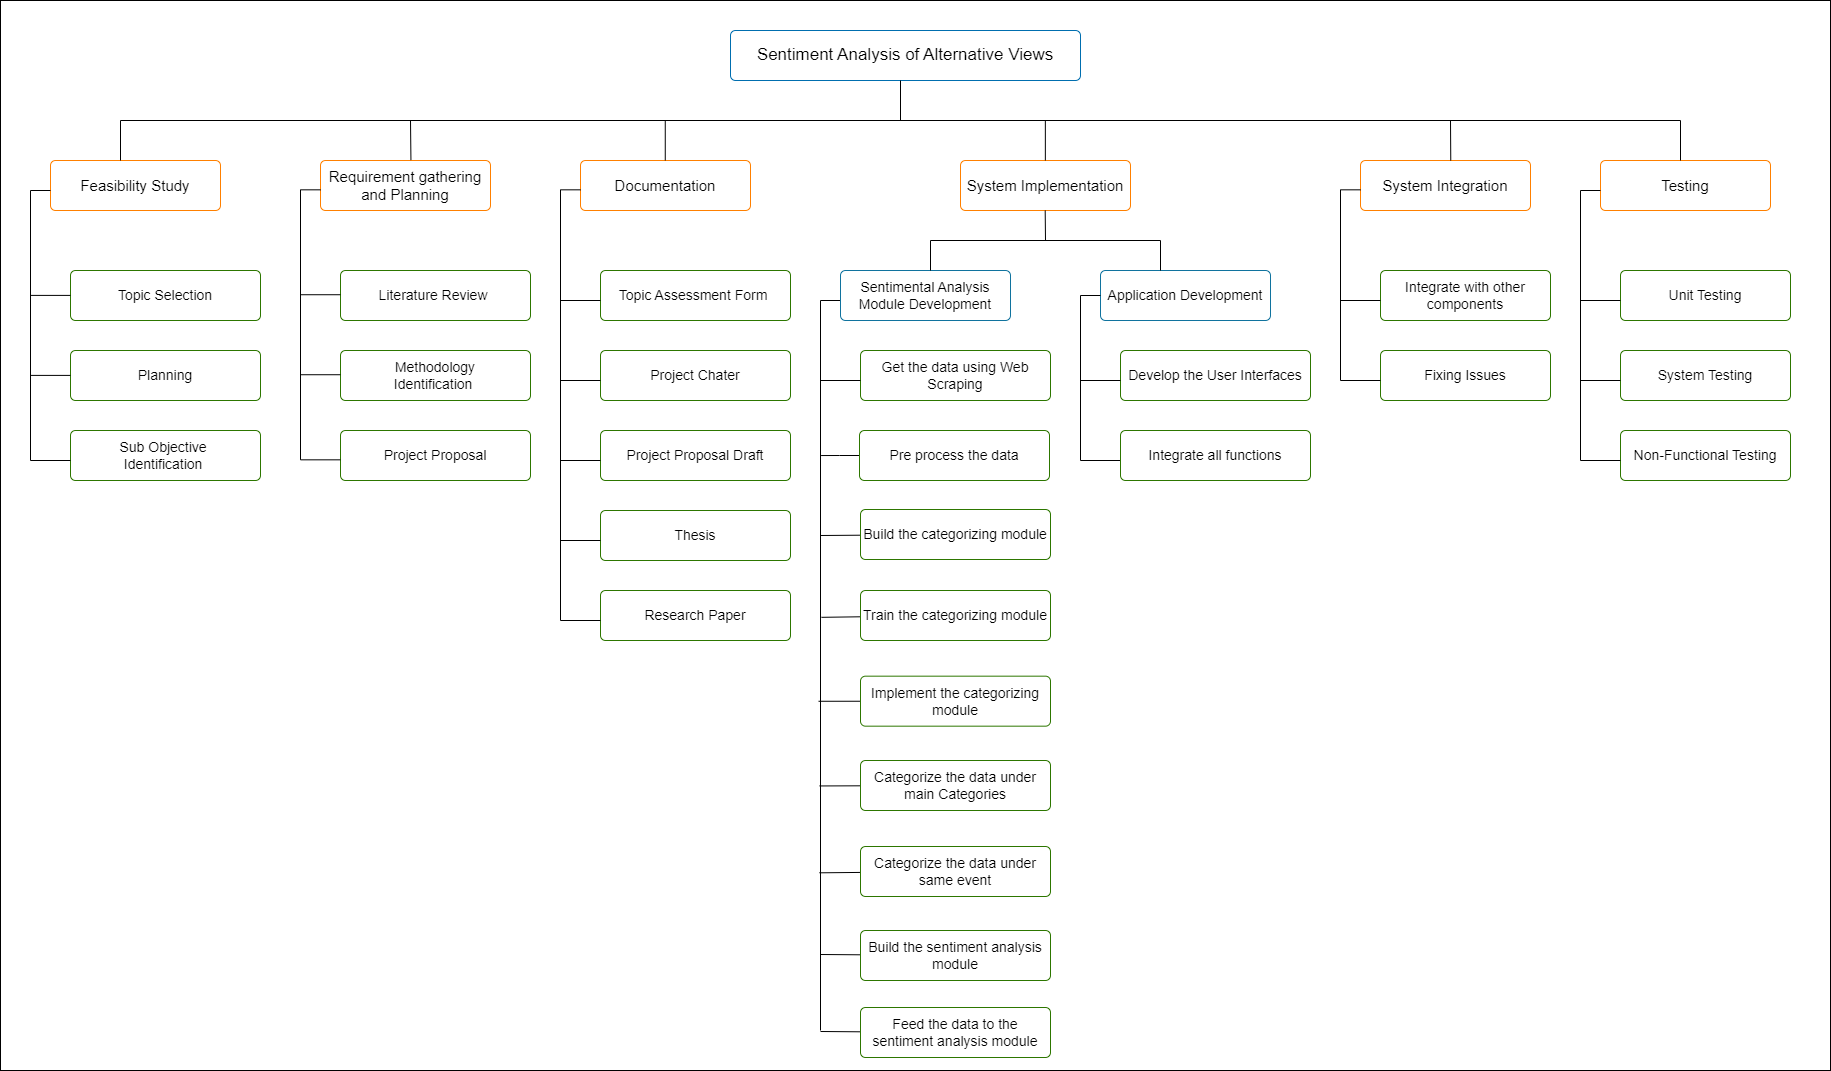 Sentiment Analysis of Alternative Views
Feasibility Study
Topic Selection
Planning
Sub Objective
Identification
Requirement gathering
and Planning
Literature Review
Methodology
Identification
Project Proposal
Documentation
Topic Assessment Form
Project Chater
Project Proposal Draft
Thesis
Research Paper
System Implementation
Sentimental Analysis
Module Development
Get the data using Web
Scraping
Pre process the data
Build the categorizing module
Train the categorizing module
Implement the categorizing
module
Categorize the data under
main Categories
Categorize the data under
same event
Build the sentiment analysis
module
Feed the data to the
sentiment analysis module
Application Development
Develop the User Interfaces
Integrate all functions
System Integration
Integrate with other
components
Fixing Issues
Testing
Unit Testing
System Testing
Non-Functional Testing